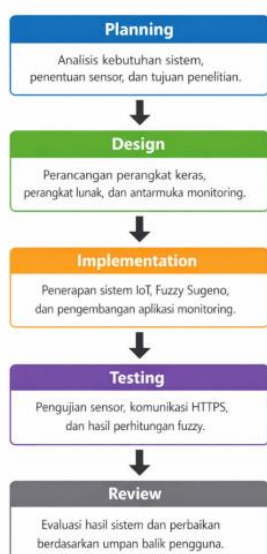 Planning
Analisis kebutuhan sistem,
penentuan sensor, dan tujuan penelitian.
Design
Perancangan perangkat keras,
perangkat lunak, dan antarmuka monitoring.
Implementation
Penerapan sistem IoT, Fuzzy Sugeno,
dan pengembangan aplikasi monitoring.
Testing
Pengujian sensor, komunikasi HTTPS,
dan hasil perhitungan fuzzy.
Review
Evaluasi hasil sistem dan perbaikan
berdasarkan umpan balik pengguna.